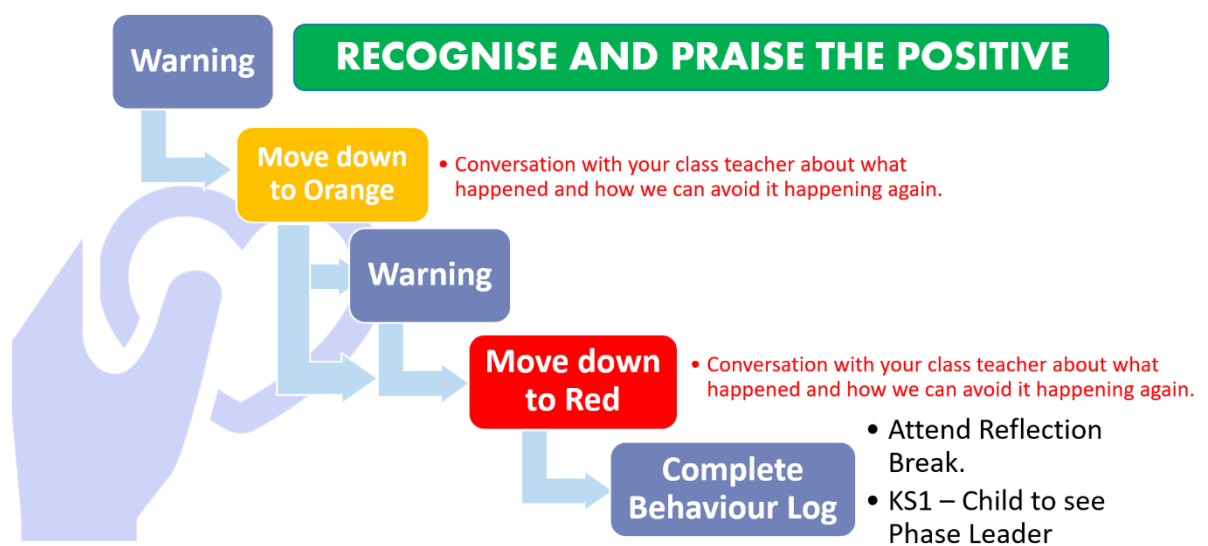 Warning
RECOGNISE AND PRAISE THE POSITIVE
Move down
to Orange
• Conversation with your class teacher about what
happened and how we can avoid it happening again.
Warning
Move down
to Red
• Conversation with your class teacher about what
happened and how we can avoid it happening again.
Complete
Behaviour Log
• Attend Reflection
Break.
• KS1 – Child to see
Phase Leader